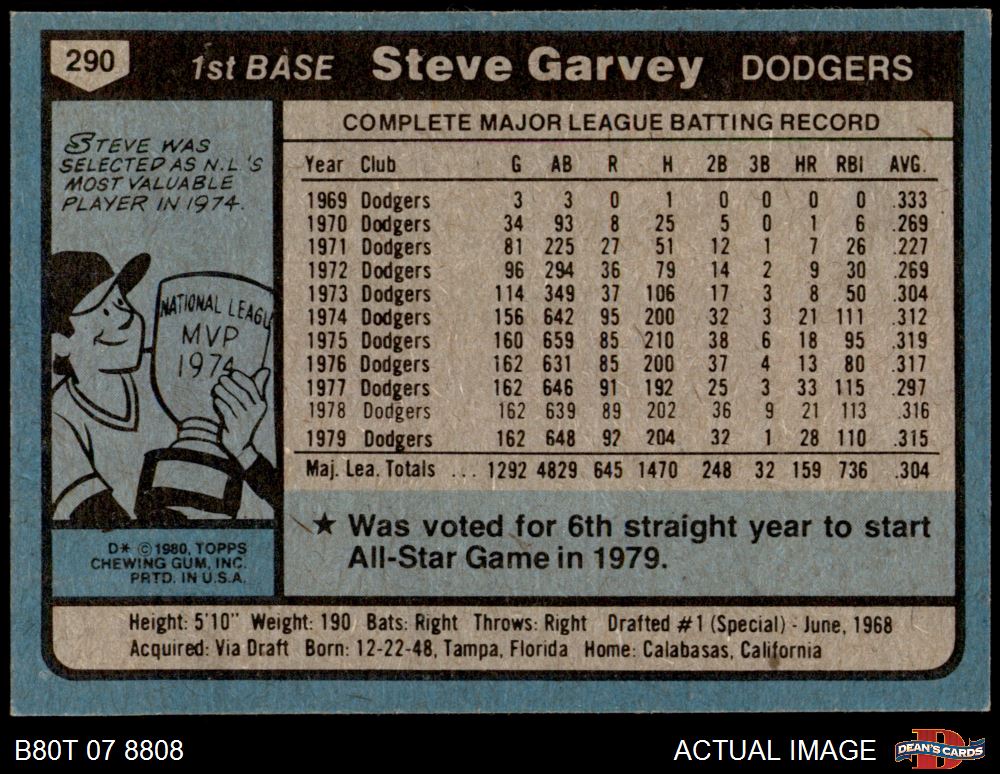 290 1st BASE Steve Garvey DODGERS
STEVE WAS
SELECTED AS N.L.'S
MOST VALUABLE
PLAYER IN 1974.
NATIONAL LEAGU
MVP
1974
D* © 1980, TOPPS
CHEWING GUM, INC.
PRTD. IN U.S.A.
COMPLETE MAJOR LEAGUE BATTING RECORD
Year Club G AB R H 2B 3B HR RBI AVG.
1969 Dodgers 3 3 0 1 0 0 0 0 .333
1970 Dodgers 34 93 8 25 5 0 1 6 .269
1971 Dodgers 81 225 27 51 12 1 7 26 .227
1972 Dodgers 96 294 36 79 14 2 9 30 .269
1973 Dodgers 114 349 37 106 17 3 8 50 .304
1974 Dodgers 156 642 95 200 32 3 21 111 .312
1975 Dodgers 160 659 85 210 38 6 18 95 .319
1976 Dodgers 162 631 85 200 37 4 13 80 .317
1977 Dodgers 162 646 91 192 25 3 33 115 .297
1978 Dodgers 162 639 89 202 36 9 21 113 .316
1979 Dodgers 162 648 92 204 32 1 28 110 .315
Maj. Lea. Totals ... 1292 4829 645 1470 248 32 159 736 .304
★ Was voted for 6th straight year to start
All-Star Game in 1979.
Height: 5'10" Weight: 190 Bats: Right Throws: Right Drafted #1 (Special) - June, 1968
Acquired: Via Draft Born: 12-22-48, Tampa, Florida Home: Calabasas, California
B80T 07 8808 ACTUAL IMAGE DEAN'S CARDS